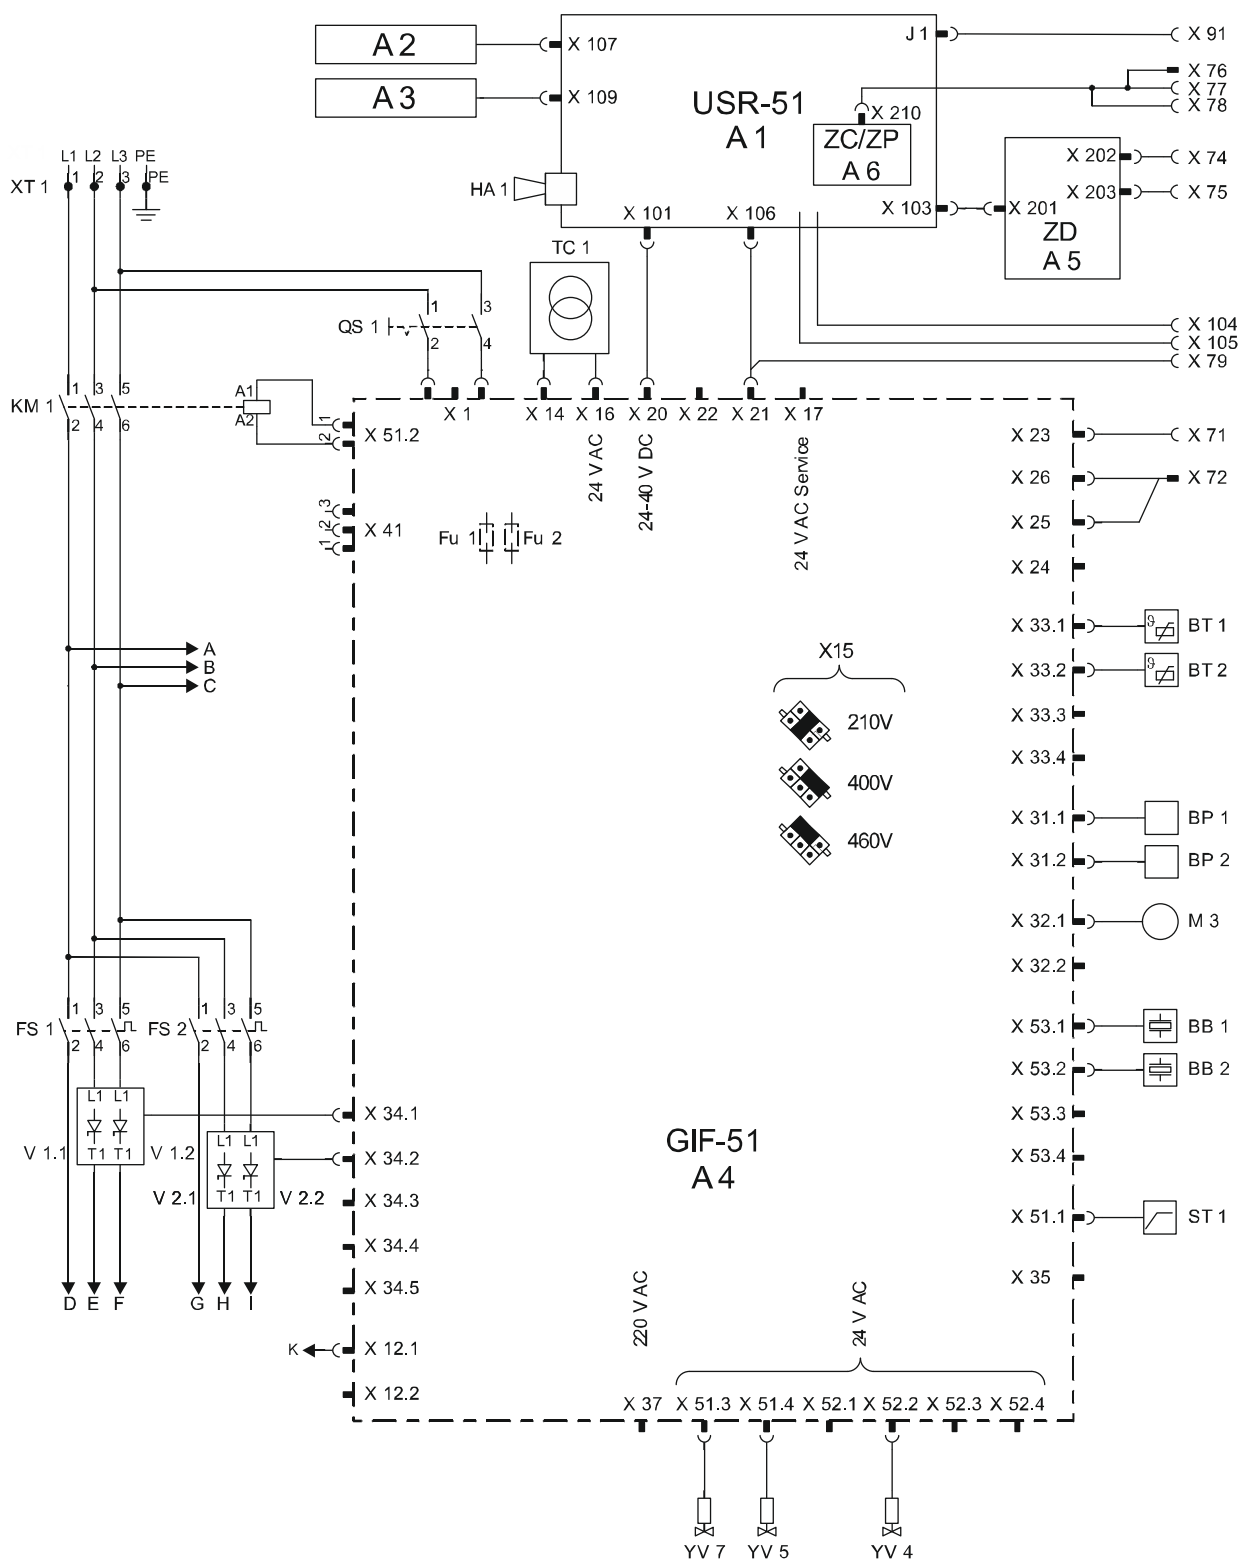 A 2
X 107
J 1
X 91
X 76
X 77
X 78
A 3
X 109
USR-51
A 1
X 210
ZC/ZP
A 6
X 202
X 74
X 203
X 75
L1 L2 L3 PE
XT 1
1 2 3 PE
HA 1
X 101
X 106
X 103
X 201
ZD
A 5
TC 1
1 3
QS 1
2 4
X 104
X 105
X 79
1 3 5
KM 1
2 4 6
A1
A2
X 1
X 14
X 16
X 20
X 22
X 21
X 17
1
2
X 51.2
24 V AC
24-40 V DC
24 V AC Service
X 23
X 71
X 26
X 72
X 25
X 24
3
2
1
X 41
Fu 1
Fu 2
X 33.1
BT 1
ϑ
X 33.2
BT 2
ϑ
X 33.3
X 33.4
A
B
C
X15
210V
400V
460V
X 31.1
BP 1
X 31.2
BP 2
X 32.1
M 3
X 32.2
1 3 5
FS 1
2 4 6
1 3 5
FS 2
2 4 6
X 53.1
BB 1
X 53.2
BB 2
X 53.3
X 53.4
L1 L1
V 1.1
T1 T1
V 1.2
L1 L1
V 2.1
T1 T1
V 2.2
X 34.1
X 34.2
X 34.3
X 34.4
X 34.5
GIF-51
A 4
X 51.1
ST 1
X 35
D E F
G H I
K
X 12.1
X 12.2
220 V AC
24 V AC
X 37
X 51.3
X 51.4
X 52.1
X 52.2
X 52.3
X 52.4
YV 7
YV 5
YV 4